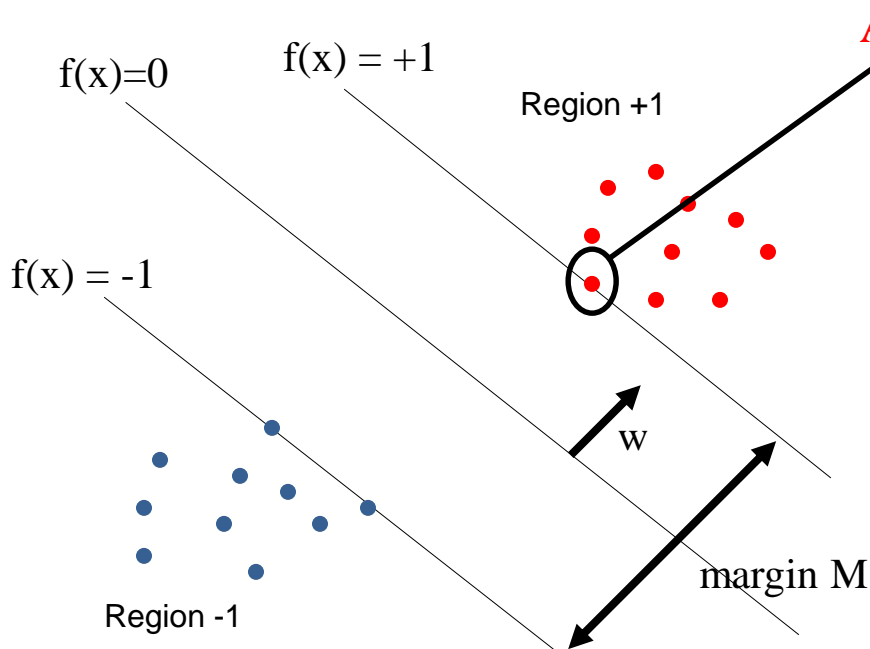 f(x)=0
f(x) = +1
Region +1
f(x) = -1
w
margin M
Region -1